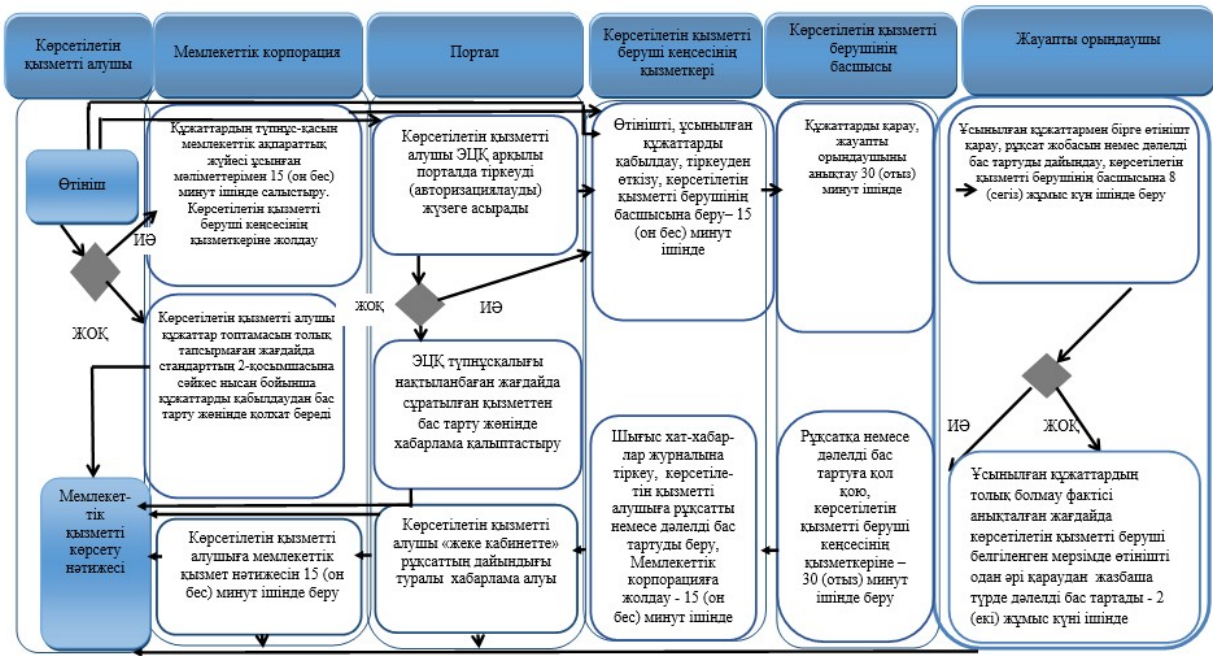 Көрсетілетін
қызметті алушы
Мемлекеттік корпорация
Портал
Көрсетілетін қызметті
беруші кеңсесінің
қызметкері
Көрсетілетін қызметті
берушінің
басшысы
Жауапты орындаушы
Өтініш
ИӘ
ЖОҚ
Құжаттардың түпнұс-қасын
мемлекеттік ақпараттық
жүйесі ұсынған
мәліметтерімен 15 (он бес)
минут ішінде салыстыру.
Көрсетілетін қызметті
беруші кеңсесінің
қызметкеріне жолдау
Көрсетілетін қызметті алушы
құжаттар топтамасын толық
тапсырмаған жағдайда
стандарттың 2-қосымшасына
сәйкес нысан бойынша
құжаттарды қабылдаудан бас
тарту жөнінде қолхат береді
Көрсетілетін қызметті
алушы ЭЦҚ арқылы
порталда тіркеуді
(авторизациялауды)
жүзеге асырады
ЖОҚ
ИӘ
ЭЦҚ түпнұсқалығы
нақтыланбаған жағдайда
сұратылған қызметтен
бас тарту жөнінде
хабарлама қалыптастыру
Өтінішті, ұсынылған
құжаттарды
қабылдау, тіркеуден
өткізу, көрсетілетін
қызметті берушінің
басшысына беру– 15
(он бес) минут
ішінде
Құжаттарды қарау,
жауапты
орындаушыны
анықтау 30 (отыз)
минут ішінде
Ұсынылған құжаттармен бірге өтінішт
қарау, рұқсат жобасын немес дәлелді
бас тартуды дайындау, көрсетілетін
қызметті берушінің басшысына 8
(сегіз) жұмыс күн ішінде беру
ИӘ
ЖОҚ
Ұсынылған құжаттардың
толық болмау фактісі
анықталған жағдайда
көрсетілетін қызметті беруші
белгіленген мерзімде өтінішті
одан әрі қараудан жазбаша
түрде дәлелді бас тартады - 2
(екі) жұмыс күні ішінде
Рұқсатқа немесе
дәлелді бас
тартуға қол
қою,
көрсетілетін
қызметті беруші
кеңсесінің
қызметкеріне –
30 (отыз) минут
ішінде беру
Шығыс хат-хабар-
лар журналына
тіркеу, көрсетіле-
тін қызметті
алушыға рұқсатты
немесе дәлелді бас
тартуды беру,
Мемлекеттік
корпорацияға
жолдау - 15 (он
бес) минут ішінде
Көрсетілетін қызметті
алушы «жеке кабинетте»
рұқсаттың дайындығы
туралы хабарлама алуы
Көрсетілетін қызметті
алушыға мемлекеттік
қызмет нәтижесін 15 (он
бес) минут ішінде беру
Мемлекет-
тік
қызметті
көрсету
нәтижесі